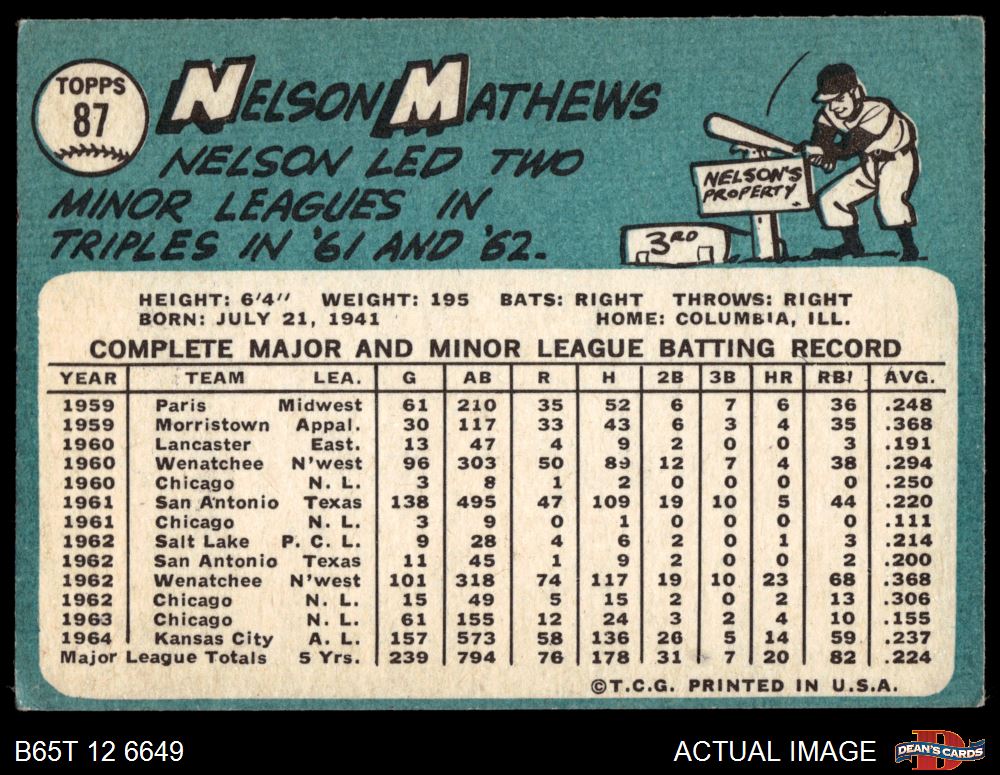 TOPPS
87
NELSON MATHEWS
NELSON LED TWO
MINOR LEAGUES IN
TRIPLES IN '61 AND '62.
NELSON'S
PROPERTY
3RD
HEIGHT: 6'4" WEIGHT: 195 BATS: RIGHT THROWS: RIGHT
BORN: JULY 21, 1941 HOME: COLUMBIA, ILL.
COMPLETE MAJOR AND MINOR LEAGUE BATTING RECORD
YEAR TEAM LEA. G AB R H 2B 3B HR RBI AVG.
1959 Paris Midwest 61 210 35 52 6 7 6 36 .248
1959 Morristown Appal. 30 117 33 43 6 3 4 35 .368
1960 Lancaster East. 13 47 4 9 2 0 0 3 .191
1960 Wenatchee N'west 96 303 50 89 12 7 4 38 .294
1960 Chicago N. L. 3 8 1 2 0 0 0 0 .250
1961 San Antonio Texas 138 495 47 109 19 10 5 44 .220
1961 Chicago N. L. 3 9 0 1 0 0 0 0 .111
1962 Salt Lake P. C. L. 9 28 4 6 2 0 1 3 .214
1962 San Antonio Texas 11 45 1 9 2 0 0 2 .200
1962 Wenatchee N'west 101 318 74 117 19 10 23 68 .368
1962 Chicago N. L. 15 49 5 15 2 0 2 13 .306
1963 Chicago N. L. 61 155 12 24 3 2 4 10 .155
1964 Kansas City A. L. 157 573 58 136 26 5 14 59 .237
Major League Totals 5 Yrs. 239 794 76 178 31 7 20 82 .224
©T.C.G. PRINTED IN U.S.A.
B65T 12 6649 ACTUAL IMAGE DEAN'S CARDS